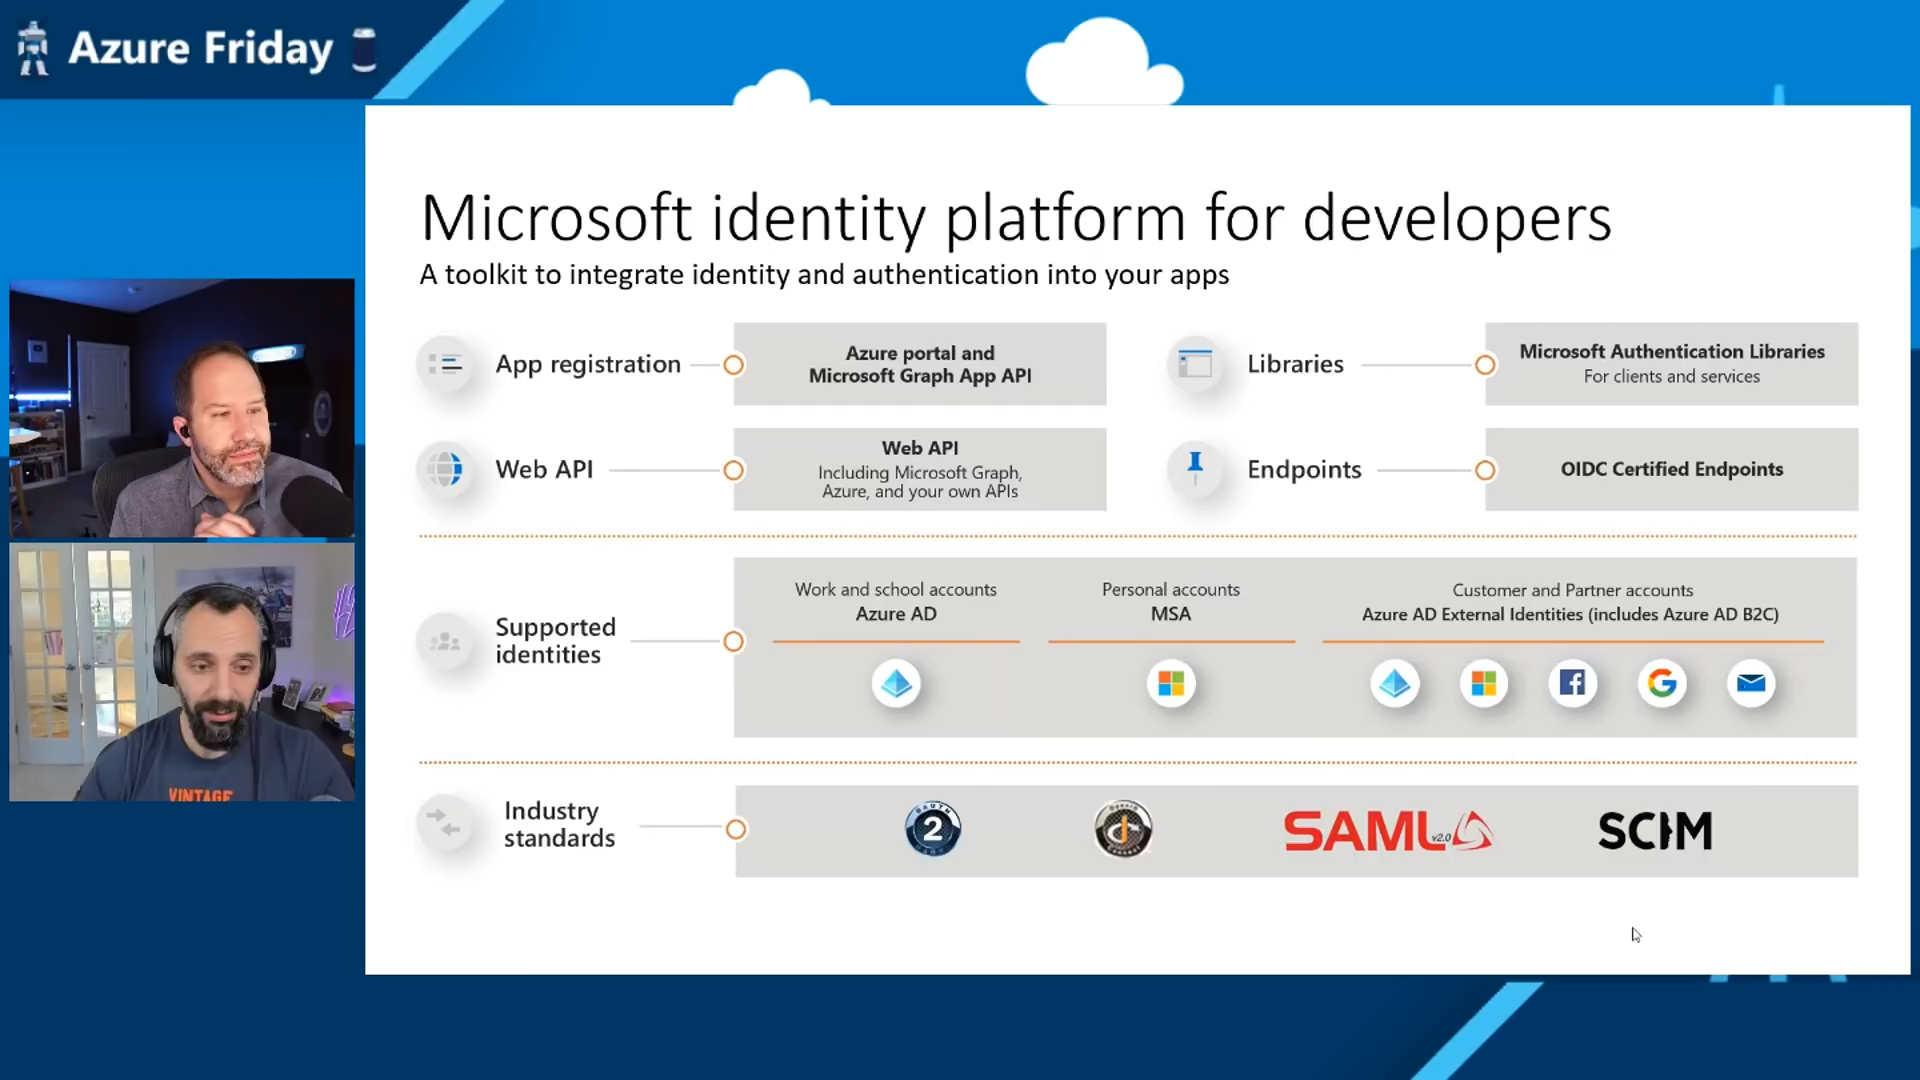 Azure Friday
Microsoft identity platform for developers
A toolkit to integrate identity and authentication into your apps
App registration
Azure portal and
Microsoft Graph App API
Libraries
Microsoft Authentication Libraries
For clients and services
Web API
Web API
Including Microsoft Graph,
Azure, and your own APIs
Endpoints
OIDC Certified Endpoints
Supported
identities
Work and school accounts
Azure AD
Personal accounts
MSA
Customer and Partner accounts
Azure AD External Identities (includes Azure AD B2C)
Industry
standards
2
SAML v2.0
SCIM
VINTAGE